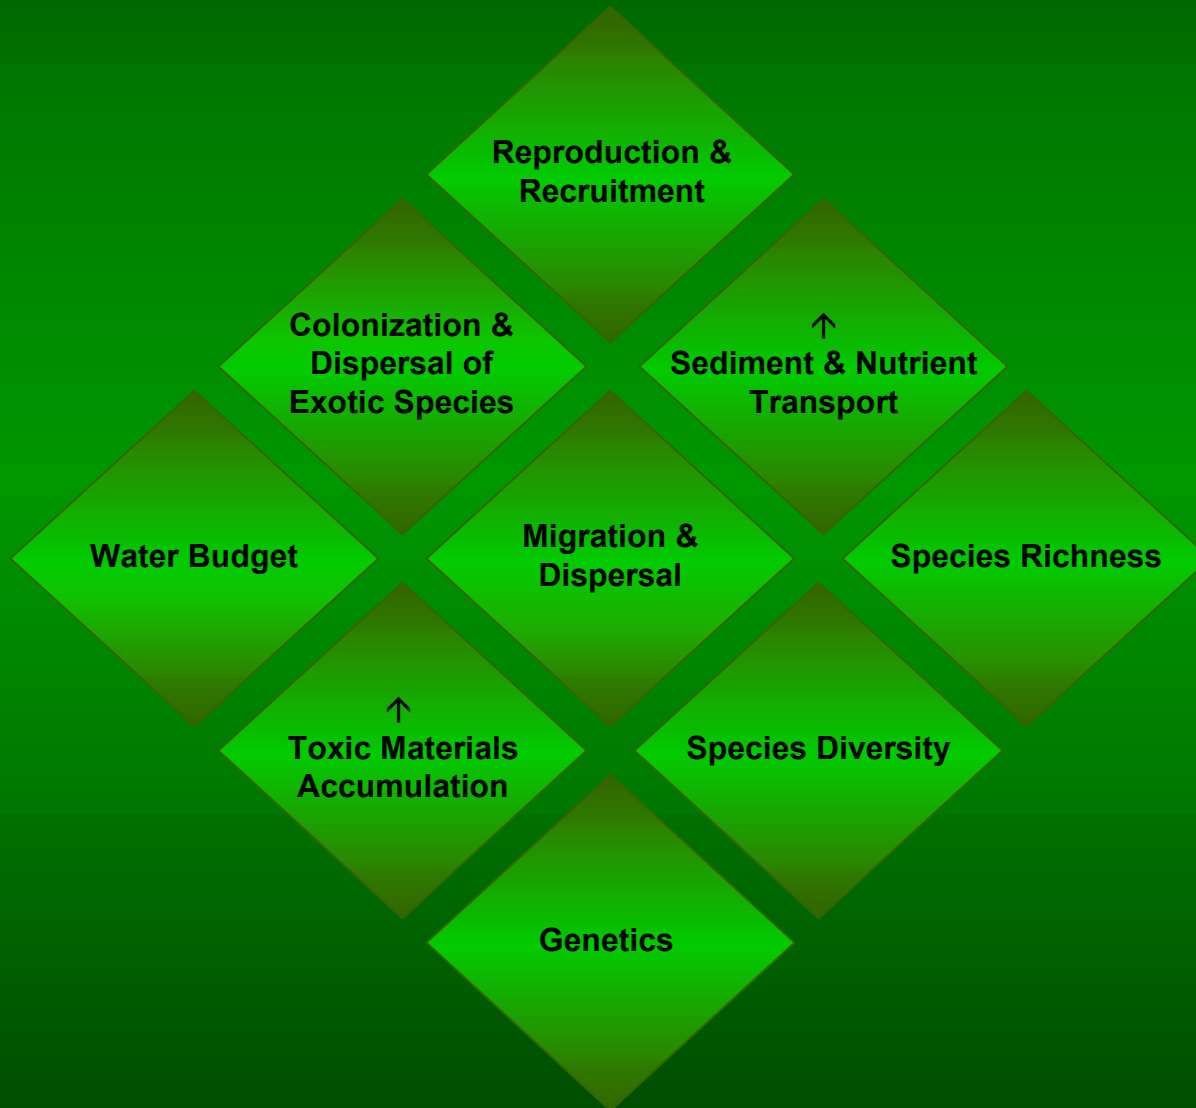 Reproduction &
Recruitment
Colonization &
Dispersal of
Exotic Species
↑
Sediment & Nutrient
Transport
Water Budget
Migration &
Dispersal
Species Richness
↑
Toxic Materials
Accumulation
Species Diversity
Genetics